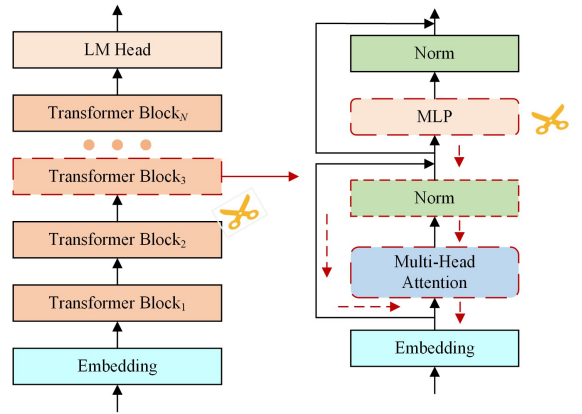 LM Head
Transformer Block_N
Transformer Block_3
Transformer Block_2
Transformer Block_1
Embedding
Norm
MLP
Norm
Multi-Head
Attention
Embedding